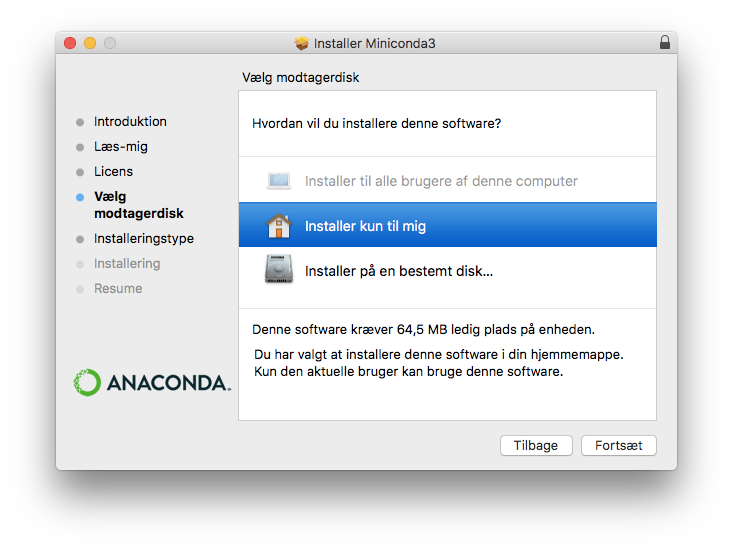 Installer Miniconda3
Vælg modtagerdisk
Introduktion
Læs-mig
Licens
Vælg
modtagerdisk
Installeringstype
Installering
Resume
Hvordan vil du installere denne software?
Installer til alle brugere af denne computer
Installer kun til mig
Installer på en bestemt disk...
Denne software kræver 64,5 MB ledig plads på enheden.
Du har valgt at installere denne software i din hjemmemappe.
Kun den aktuelle bruger kan bruge denne software.
ANACONDA
Tilbage
Fortsæt